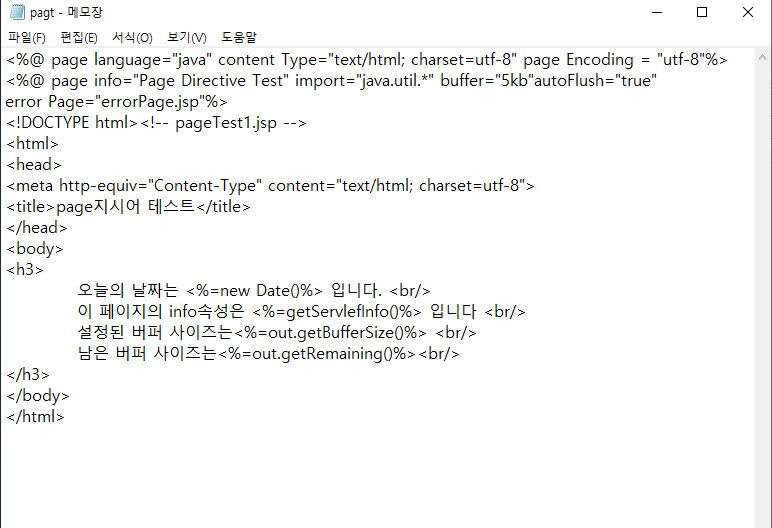 pagt - 메모장
파일(F) 편집(E) 서식(O) 보기(V) 도움말
<%@ page language="java" content Type="text/html; charset=utf-8" page Encoding = "utf-8"%>
<%@ page info="Page Directive Test" import="java.util.*" buffer="5kb"autoFlush="true"
error Page="errorPage.jsp"%>
<!DOCTYPE html><!-- pageTest1.jsp -->
<html>
<head>
<meta http-equiv="Content-Type" content="text/html; charset=utf-8">
<title>page지시어 테스트</title>
</head>
<body>
<h3>
오늘의 날짜는 <%=new Date()%> 입니다. <br/>
이 페이지의 info속성은 <%=getServlefInfo()%> 입니다 <br/>
설정된 버퍼 사이즈는<%=out.getBufferSize()%> <br/>
남은 버퍼 사이즈는<%=out.getRemaining()%><br/>
</h3>
</body>
</html>